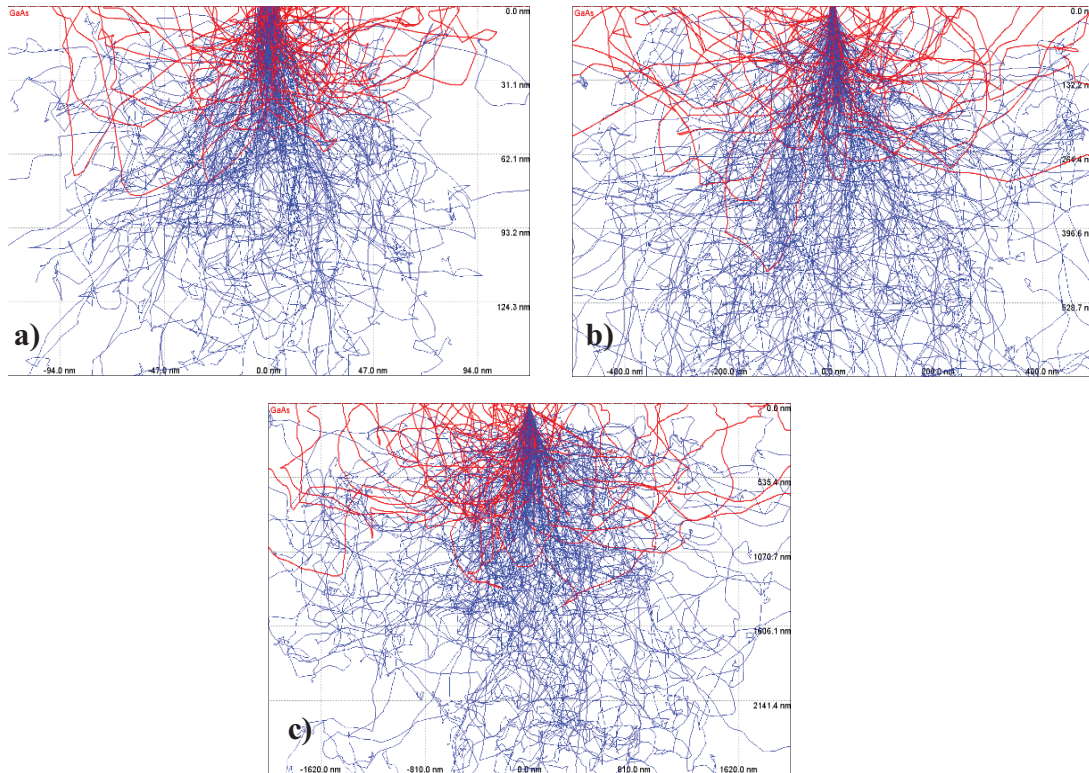 GaAs
0.0 nm
31.1 nm
62.1 nm
93.2 nm
124.3 nm
a)
-94.0 nm -47.0 nm 0.0 nm 47.0 nm 94.0 nm
GaAs
0.0 nm
132.2 n
264.4 n
396.6 n
528.7 n
b)
-400.0 nm -200.0 nm 0.0 nm 200.0 nm 400.0 nm
GaAs
0.0 nm
535.4 nm
1070.7 nm
1606.1 nm
2141.4 nm
c)
-1620.0 nm -810.0 nm 0.0 nm 810.0 nm 1620.0 nm